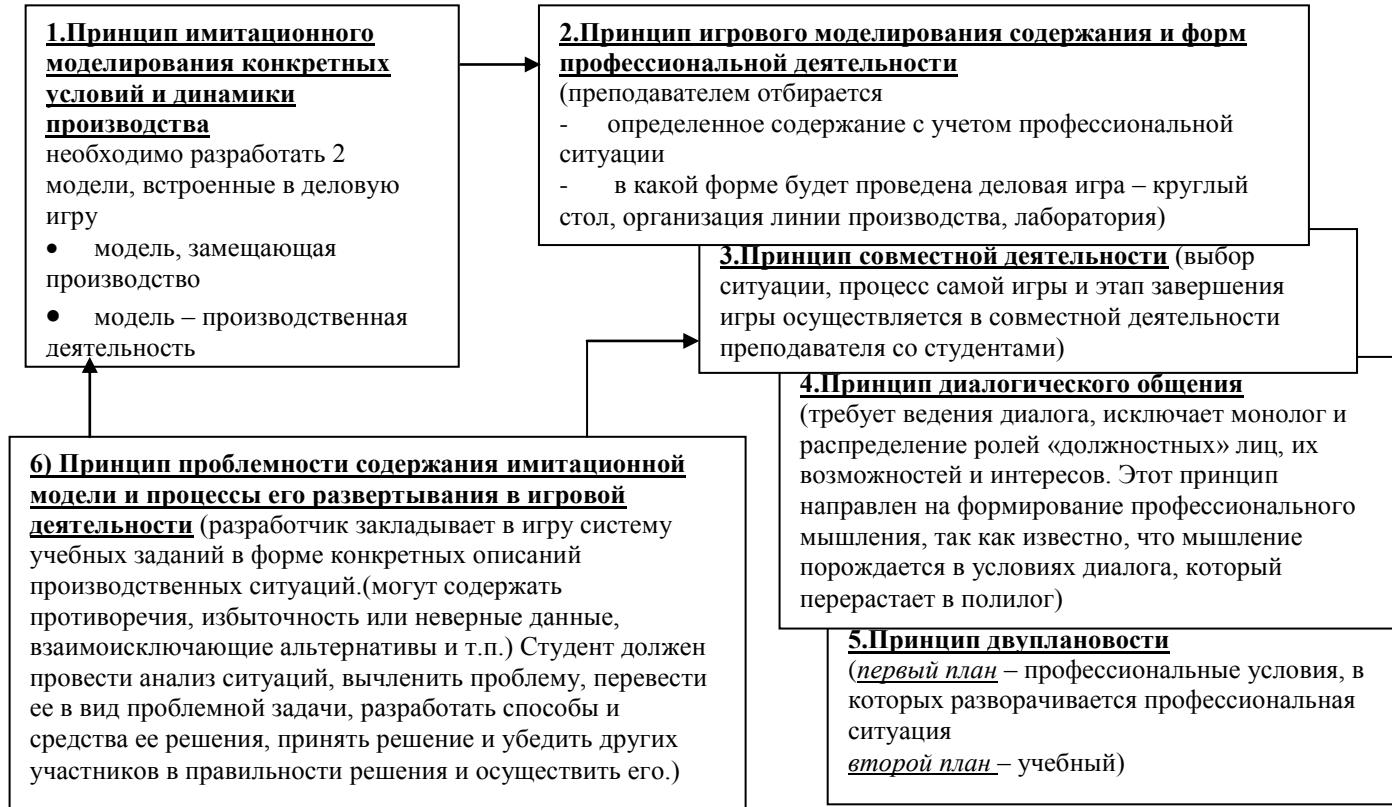 1.Принцип имитационного
моделирования конкретных
условий и динамики
производства
необходимо разработать 2
модели, встроенные в деловую
игру
• модель, замещающая
производство
• модель – производственная
деятельность
2.Принцип игрового моделирования содержания и форм
профессиональной деятельности
(преподавателем отбирается
- определенное содержание с учетом профессиональной
ситуации
- в какой форме будет проведена деловая игра – круглый
стол, организация линии производства, лаборатория)
3.Принцип совместной деятельности (выбор
ситуации, процесс самой игры и этап завершения
игры осуществляется в совместной деятельности
преподавателя со студентами)
4.Принцип диалогического общения
(требует ведения диалога, исключает монолог и
распределение ролей «должностных» лиц, их
возможностей и интересов. Этот принцип
направлен на формирование профессионального
мышления, так как известно, что мышление
порождается в условиях диалога, который
перерастает в полилог)
5.Принцип двуплановости
(первый план – профессиональные условия, в
которых разворачивается профессиональная
ситуация
второй план – учебный)
6) Принцип проблемности содержания имитационной
модели и процессы его развертывания в игровой
деятельности (разработчик закладывает в игру систему
учебных заданий в форме конкретных описаний
производственных ситуаций.(могут содержать
противоречия, избыточность или неверные данные,
взаимоисключающие альтернативы и т.п.) Студент должен
провести анализ ситуаций, вычленить проблему, перевести
ее в вид проблемной задачи, разработать способы и
средства ее решения, принять решение и убедить других
участников в правильности решения и осуществить его.)